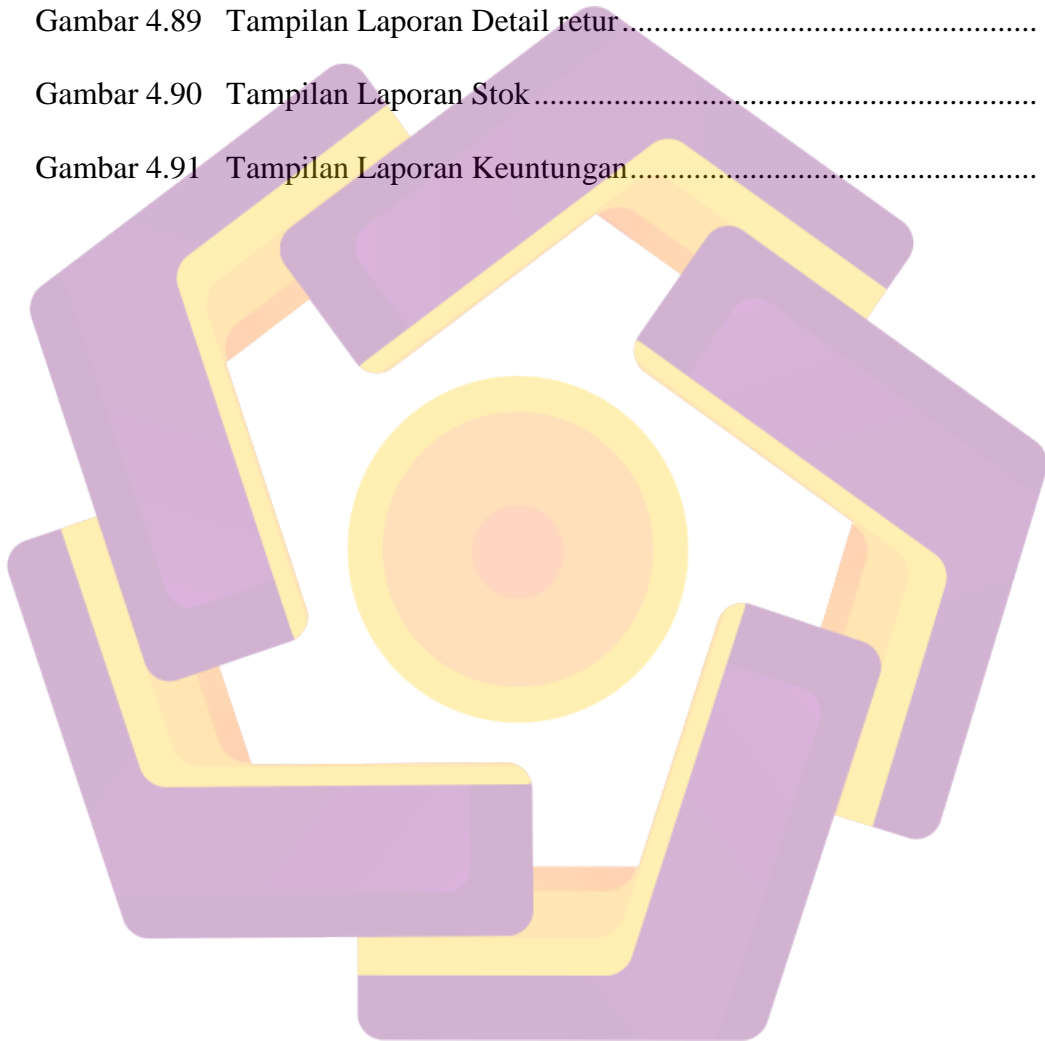 Gambar 4.89 Tampilan Laporan Detail retur.................................................
Gambar 4.90 Tampilan Laporan Stok............................................................
Gambar 4.91 Tampilan Laporan Keuntungan................................................